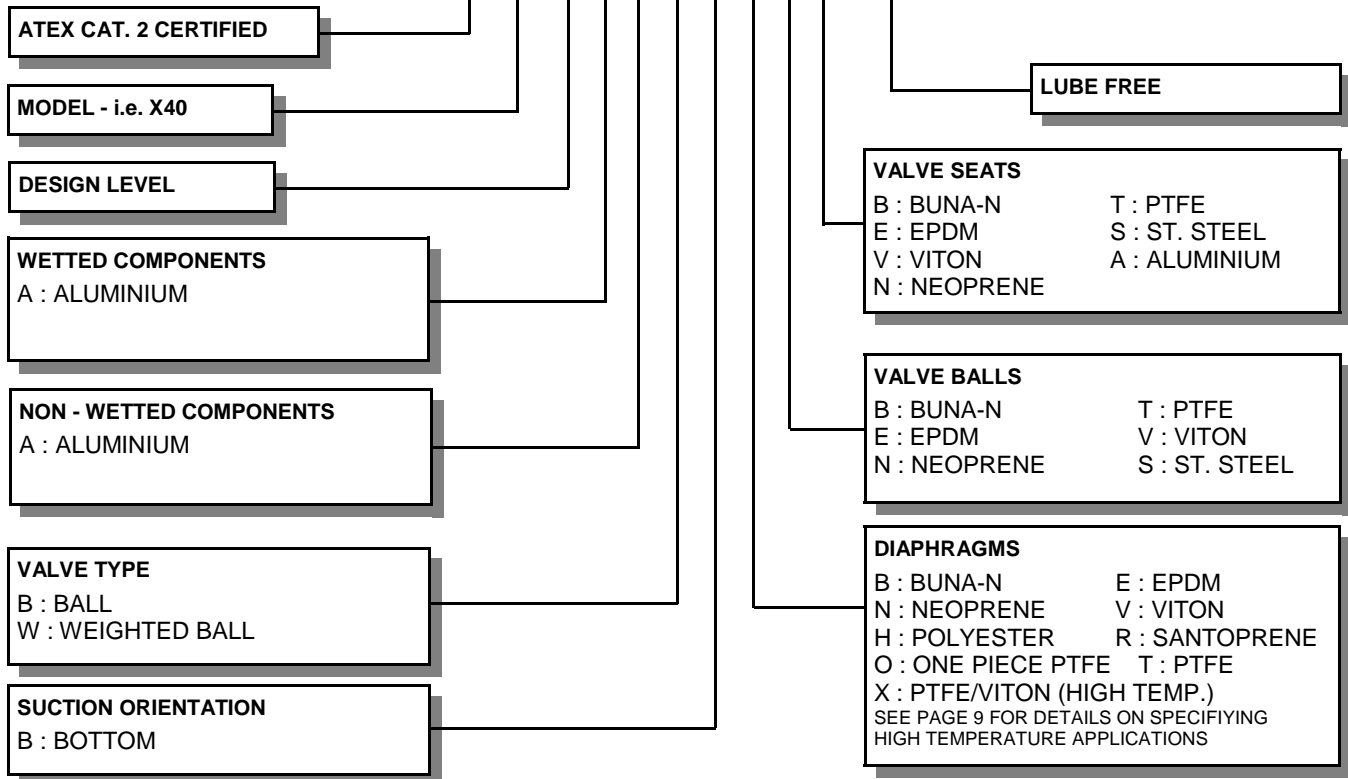 ATEX CAT. 2 CERTIFIED
MODEL - i.e. X40
DESIGN LEVEL
WETTED COMPONENTS
A : ALUMINIUM
NON - WETTED COMPONENTS
A : ALUMINIUM
VALVE TYPE
B : BALL
W : WEIGHTED BALL
SUCTION ORIENTATION
B : BOTTOM
LUBE FREE
VALVE SEATS
B : BUNA-N T : PTFE
E : EPDM S : ST. STEEL
V : VITON A : ALUMINIUM
N : NEOPRENE
VALVE BALLS
B : BUNA-N T : PTFE
E : EPDM V : VITON
N : NEOPRENE S : ST. STEEL
DIAPHRAGMS
B : BUNA-N E : EPDM
N : NEOPRENE V : VITON
H : POLYESTER R : SANTOPRENE
O : ONE PIECE PTFE T : PTFE
X : PTFE/VITON (HIGH TEMP.)
SEE PAGE 9 FOR DETAILS ON SPECIFIYING
HIGH TEMPERATURE APPLICATIONS